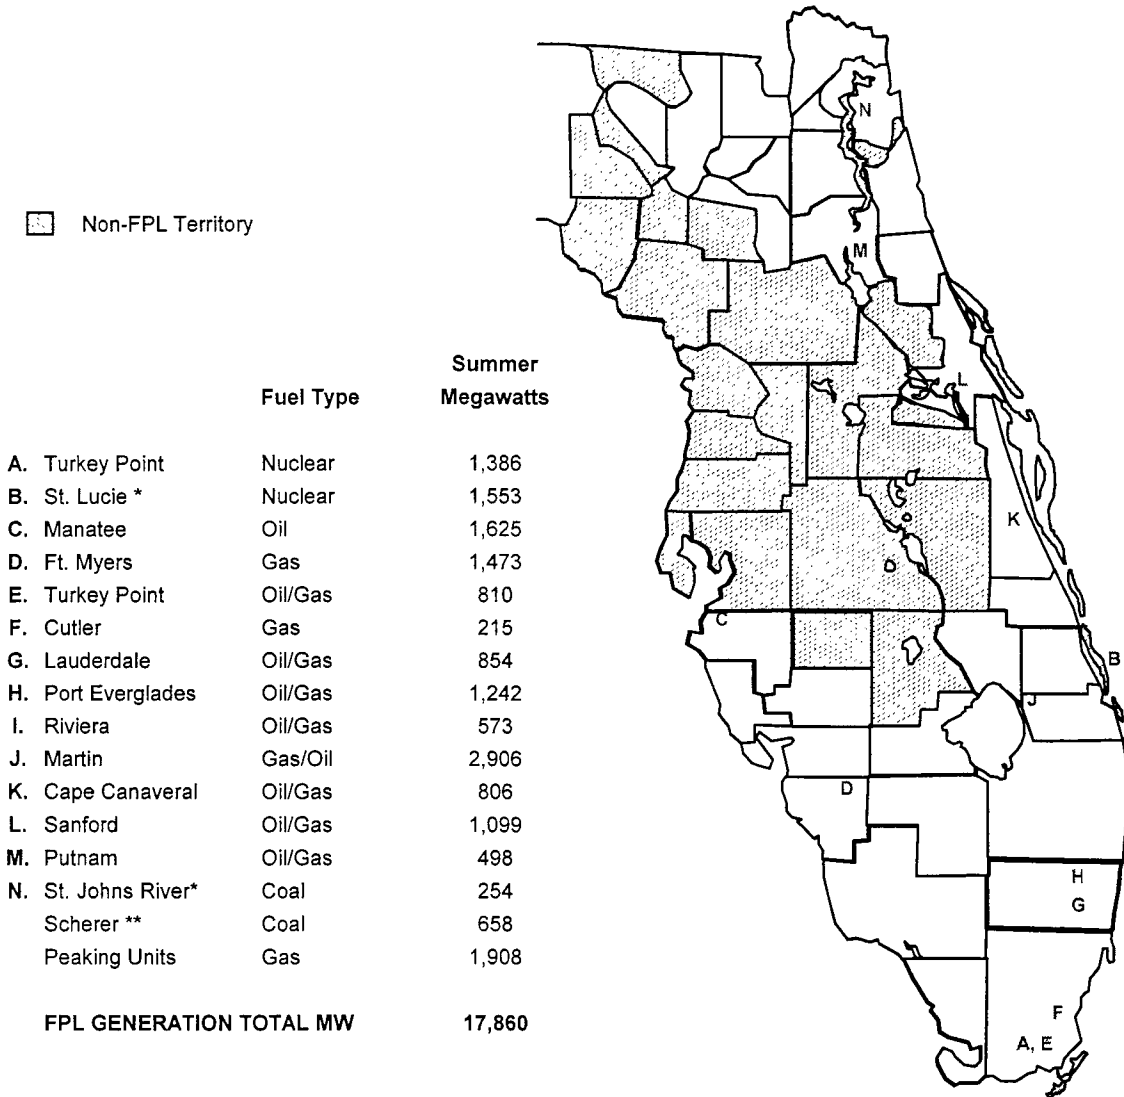 Non-FPL Territory
Summer
Fuel Type Megawatts
A. Turkey Point Nuclear 1,386
B. St. Lucie * Nuclear 1,553
C. Manatee Oil 1,625
D. Ft. Myers Gas 1,473
E. Turkey Point Oil/Gas 810
F. Cutler Gas 215
G. Lauderdale Oil/Gas 854
H. Port Everglades Oil/Gas 1,242
I. Riviera Oil/Gas 573
J. Martin Gas/Oil 2,906
K. Cape Canaveral Oil/Gas 806
L. Sanford Oil/Gas 1,099
M. Putnam Oil/Gas 498
N. St. Johns River* Coal 254
Scherer ** Coal 658
Peaking Units Gas 1,908
FPL GENERATION TOTAL MW 17,860
N
M
L
K
C
B
J
D
H
G
F
A, E